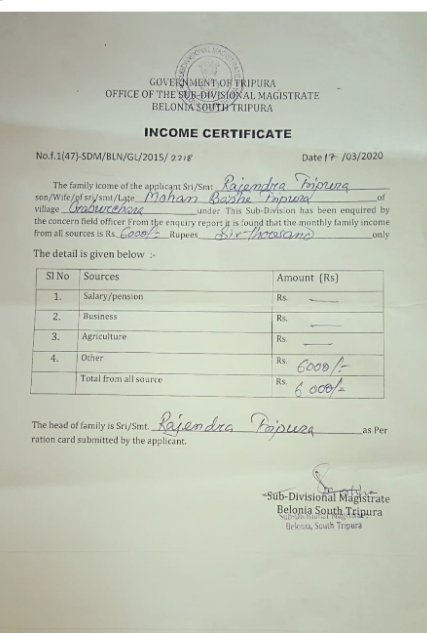 GOVERNMENT OF TRIPURA
OFFICE OF THE SUB-DIVISIONAL MAGISTRATE
BELONIA SOUTH TRIPURA
INCOME CERTIFICATE
No.f.1(47)-SDM/BLN/GL/2015/ 2218 Date 17- /03/2020
The family icome of the applicant Sri/Smt Rajendra Tripura
son/Wife/of sri/smt/Late Mohan Bashi Tripura of
village under This Sub-Division has been enquired by
the concern field officer From the enquiry report it is found that the monthly family income
from all sources is Rs. 6000/- Rupees Six thousand only
The detail is given below :-
Sl No Sources Amount (Rs)
1. Salary/pension Rs. —
2. Business Rs. —
3. Agriculture Rs. —
4. Other Rs. 6000/-
Total from all source Rs. 6000/-
The head of family is Sri/Smt. Rajendra Tripura as Per
ration card submitted by the applicant.
Sub-Divisional Magistrate
Belonia South Tripura
Sub-Divisional Magistrate
Belonia, South Tripura